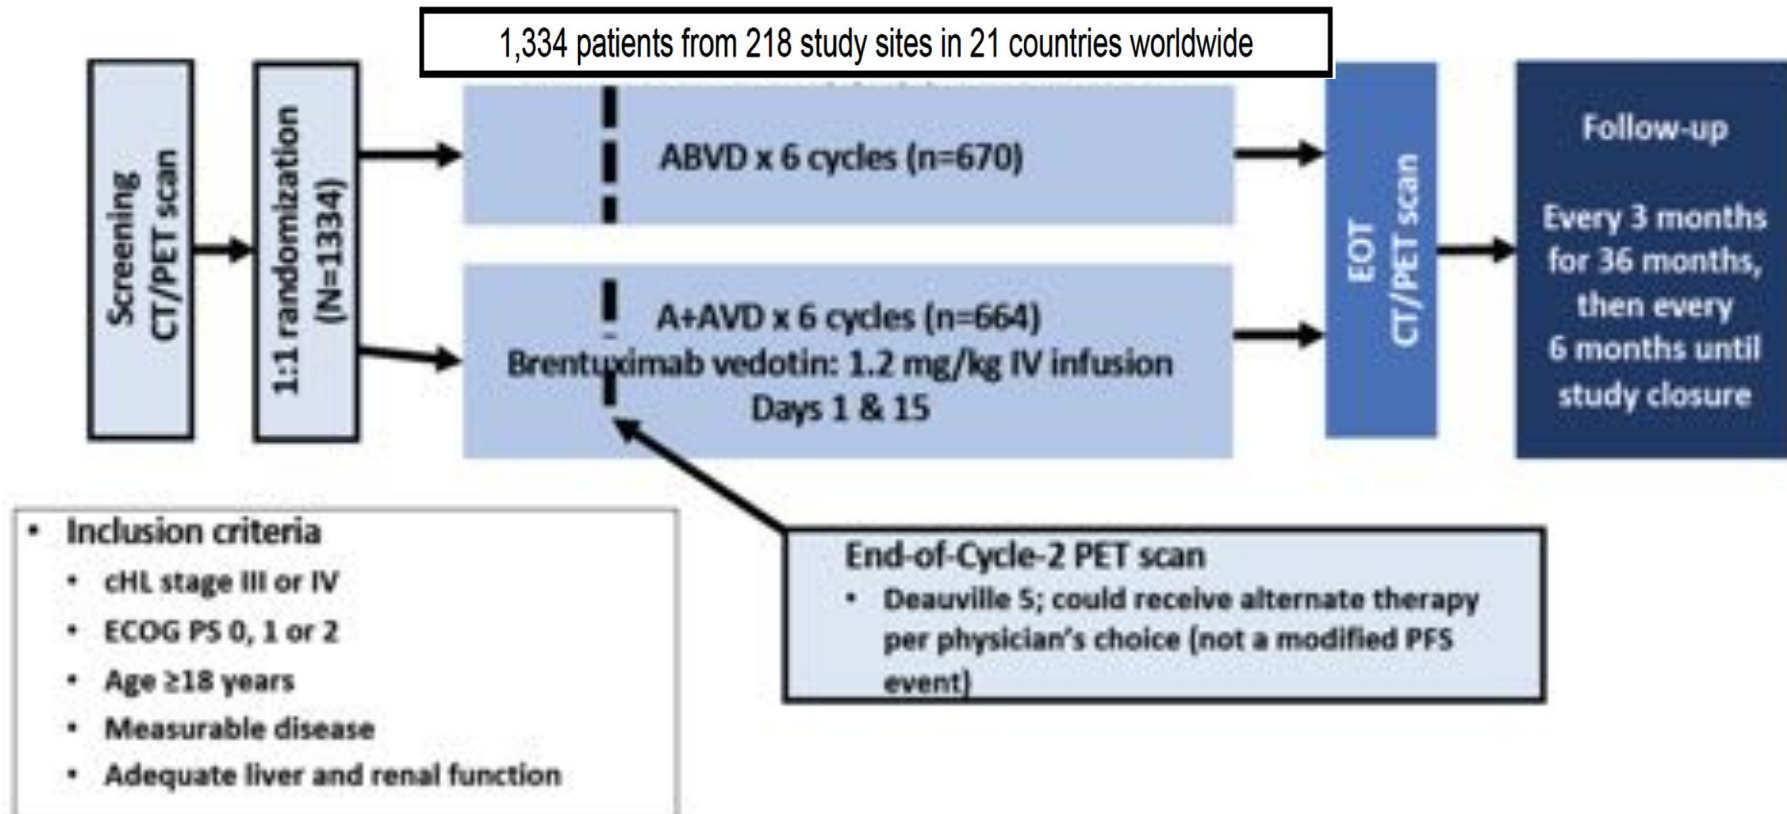 1,334 patients from 218 study sites in 21 countries worldwide
Screening
CT/PET scan
1:1 randomization
(N=1334)
ABVD x 6 cycles (n=670)
A+AVD x 6 cycles (n=664)
Brentuximab vedotin: 1.2 mg/kg IV infusion
Days 1 & 15
EOT
CT/PET scan
Follow-up
Every 3 months
for 36 months,
then every
6 months until
study closure
• Inclusion criteria
• cHL stage III or IV
• ECOG PS 0, 1 or 2
• Age ≥18 years
• Measurable disease
• Adequate liver and renal function
End-of-Cycle-2 PET scan
• Deauville 5; could receive alternate therapy
per physician's choice (not a modified PFS
event)